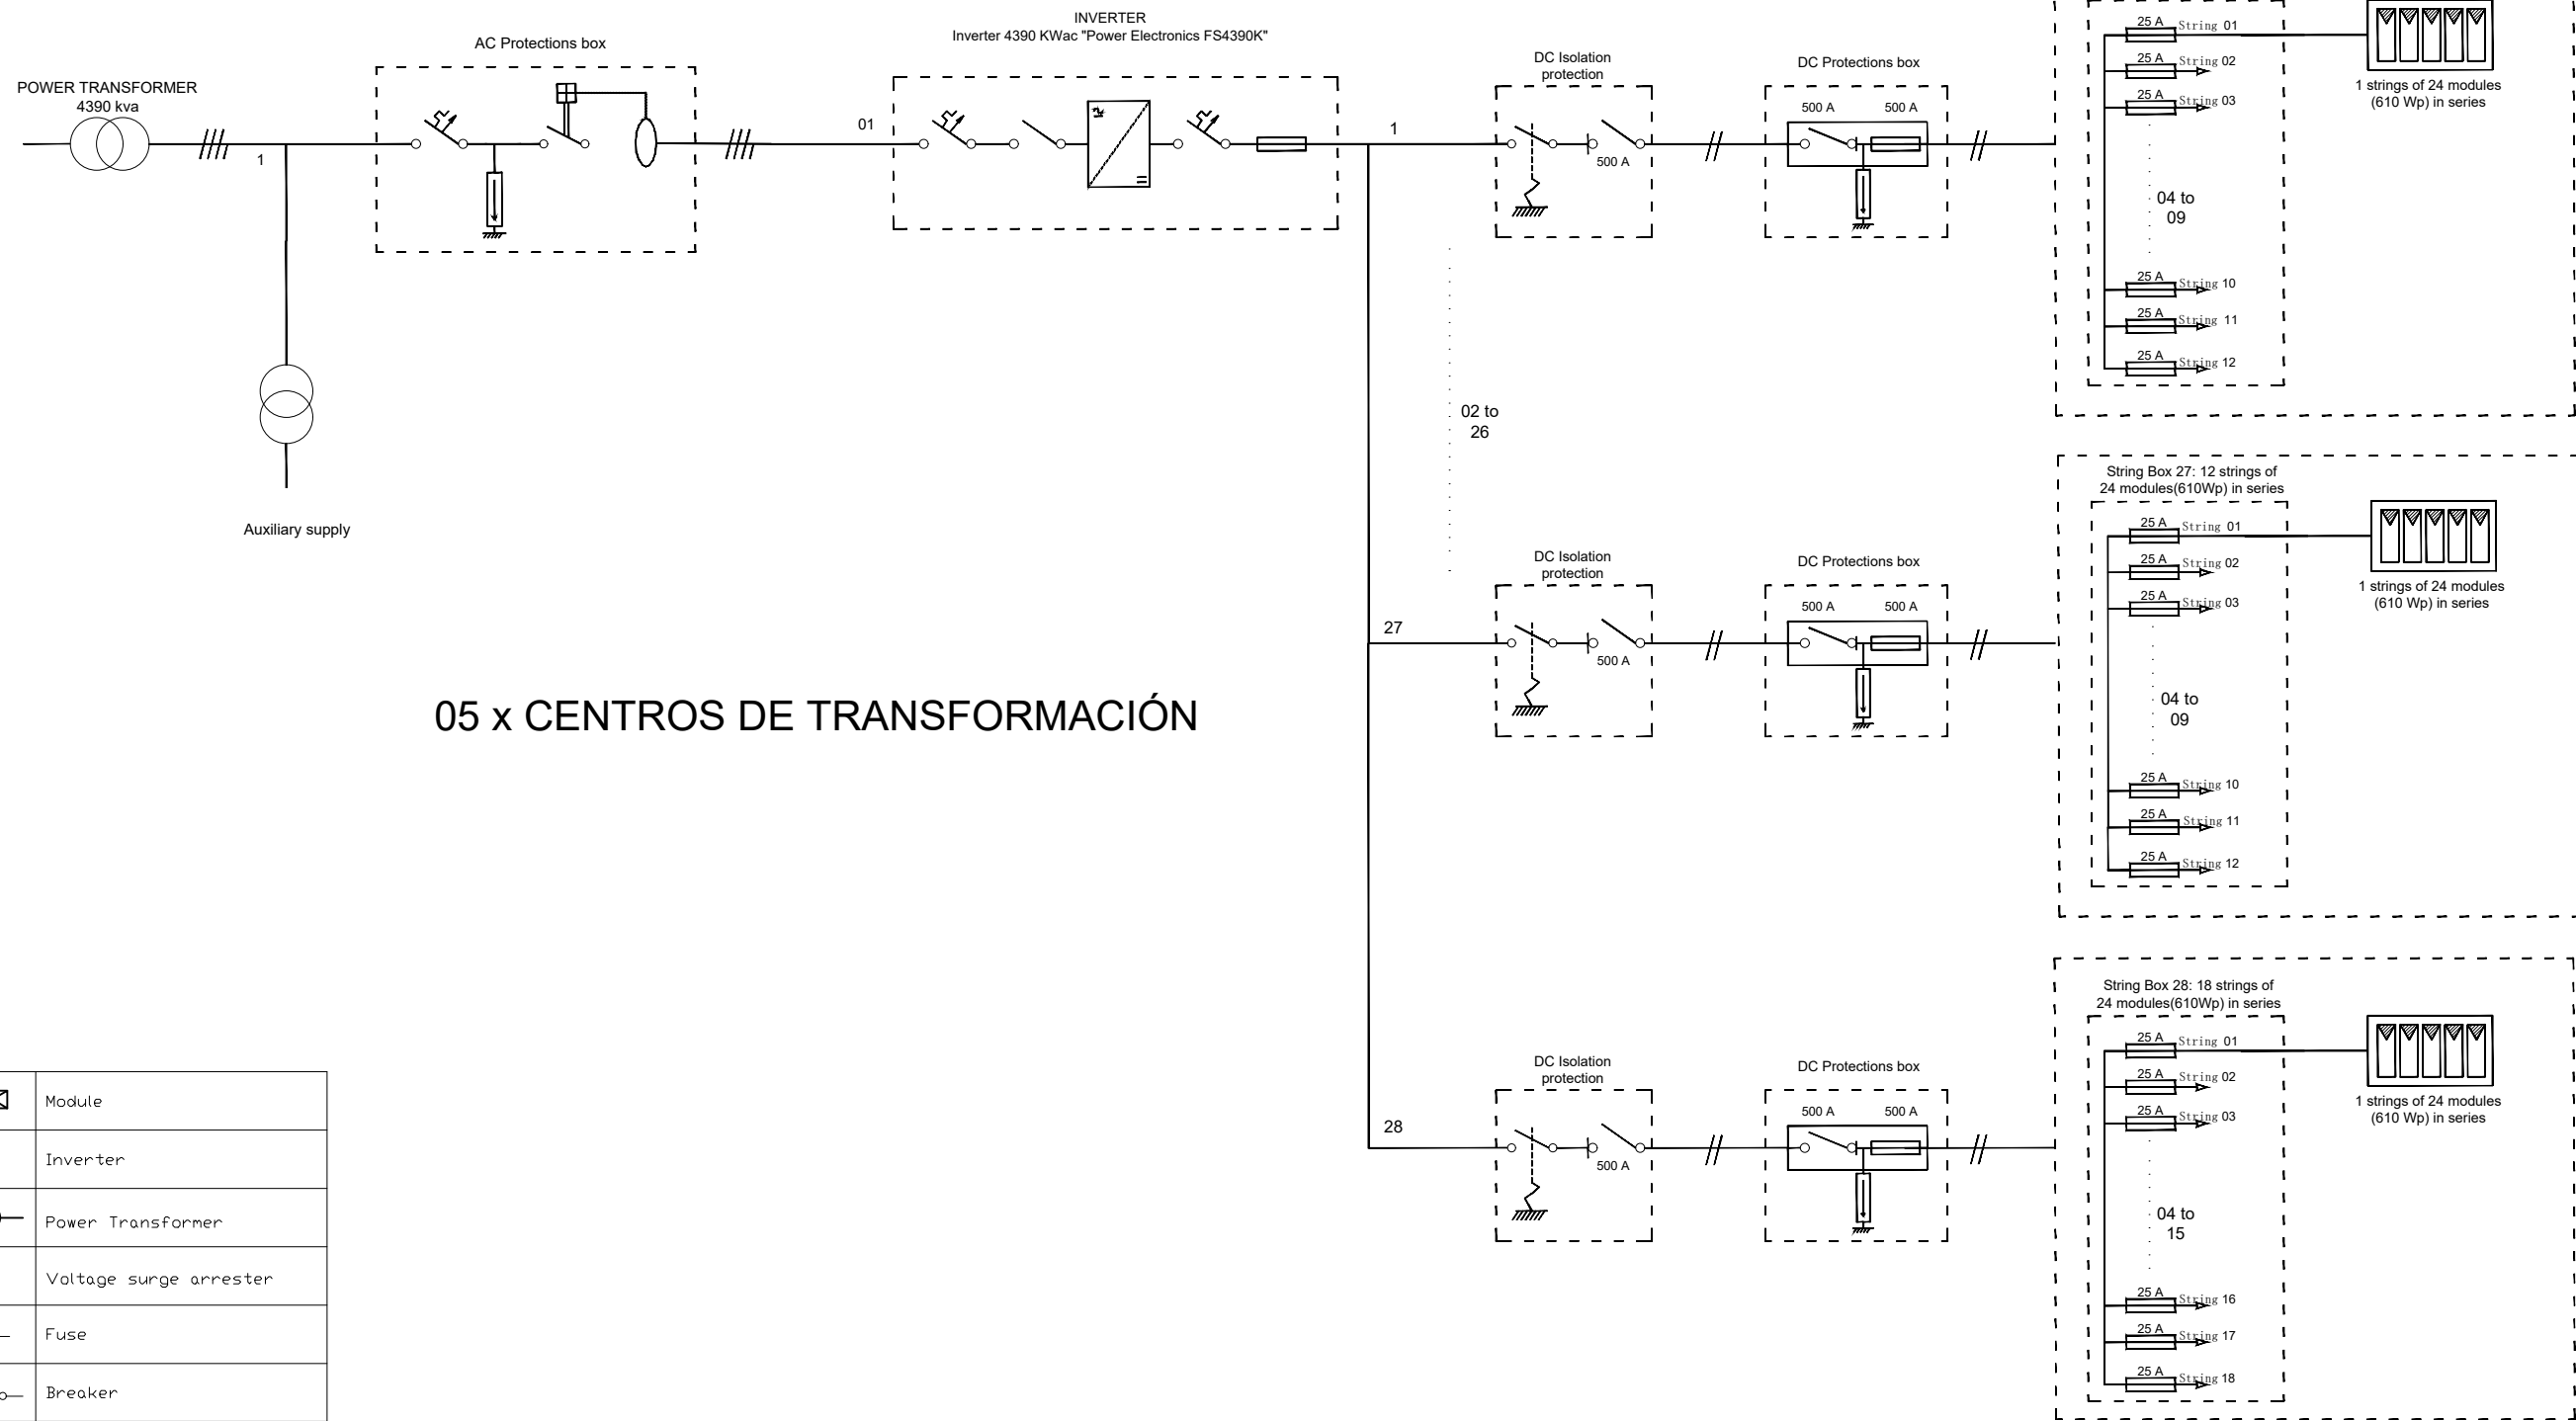 INVERTER
Inverter 4390 KWac "Power Electronics FS4390K"
AC Protections box
POWER TRANSFORMER
4390 kva
1
01
1
Auxiliary supply
DC Isolation
protection
500 A
DC Protections box
500 A 500 A
25 A String 01
25 A String 02
25 A String 03
04 to
09
25 A String 10
25 A String 11
25 A String 12
1 strings of 24 modules
(610 Wp) in series
02 to
26
27
DC Isolation
protection
500 A
DC Protections box
500 A 500 A
String Box 27: 12 strings of
24 modules(610Wp) in series
25 A String 01
25 A String 02
25 A String 03
04 to
09
25 A String 10
25 A String 11
25 A String 12
1 strings of 24 modules
(610 Wp) in series
05 x CENTROS DE TRANSFORMACIÓN
28
DC Isolation
protection
500 A
DC Protections box
500 A 500 A
String Box 28: 18 strings of
24 modules(610Wp) in series
25 A String 01
25 A String 02
25 A String 03
04 to
15
25 A String 16
25 A String 17
25 A String 18
1 strings of 24 modules
(610 Wp) in series
Module
Inverter
Power Transformer
Voltage surge arrester
Fuse
Breaker